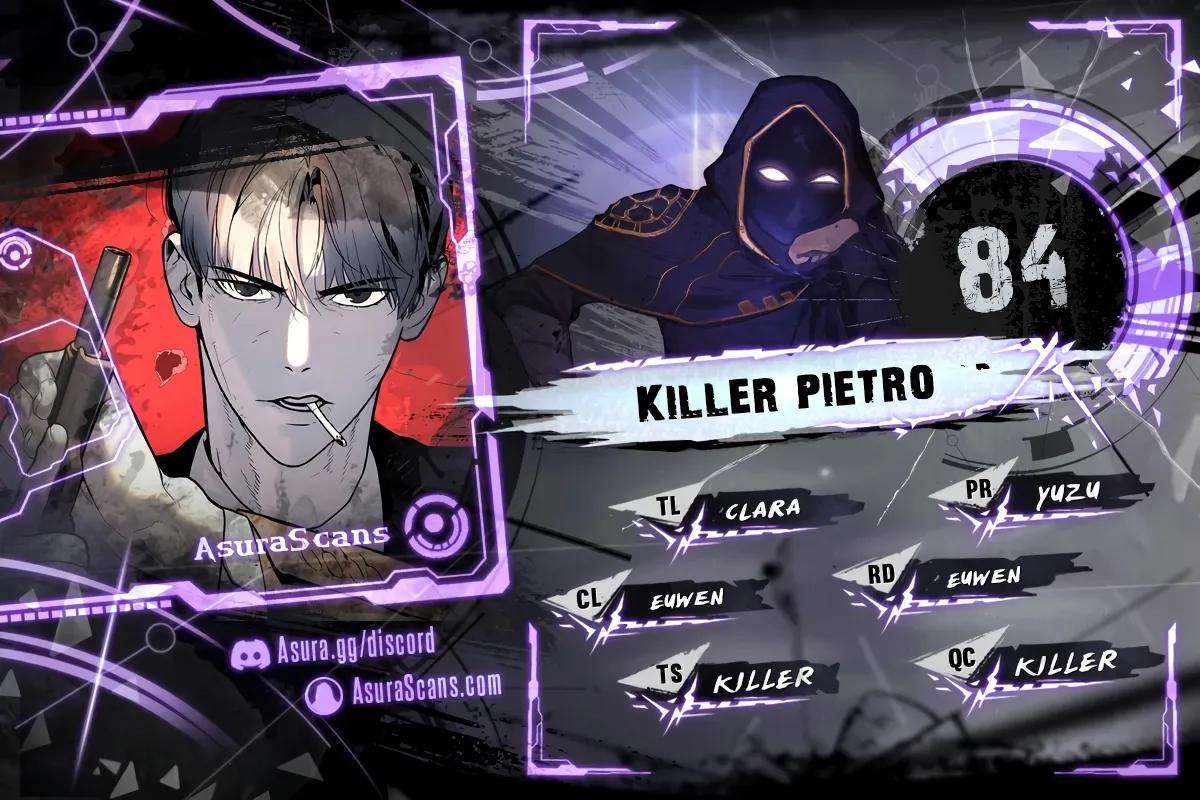 84
KILLER PIETRO
TL CLARA
PR YUZU
CL EUWEN
RD EUWEN
TS KILLER
QC KILLER
AsuraScans
Asura.gg/discord
AsuraScans.com